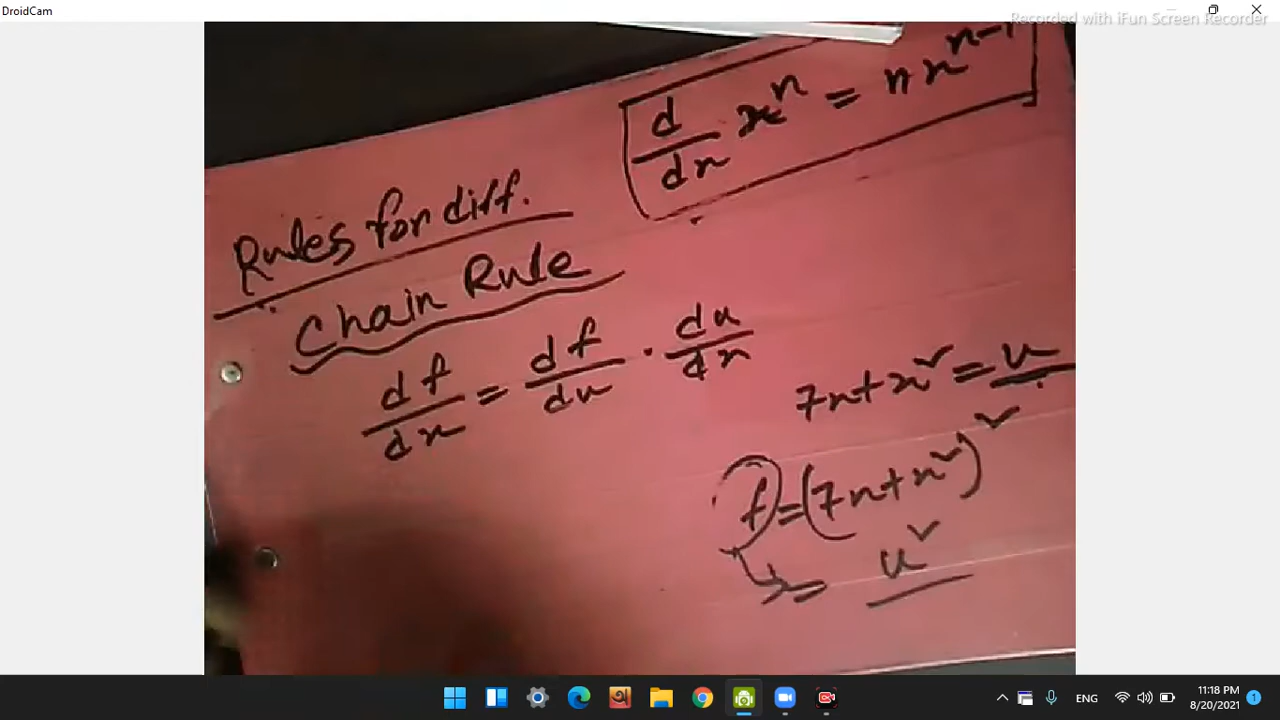 DroidCam
Recorded with iFun Screen Recorder
d/dx x^n = n x^(n-1)
Rules for diff.
Chain Rule
df/dx = df/du · du/dx
7x + x² = u
f = (7x + x²)²
= u²
ENG
11:18 PM
8/20/2021
1